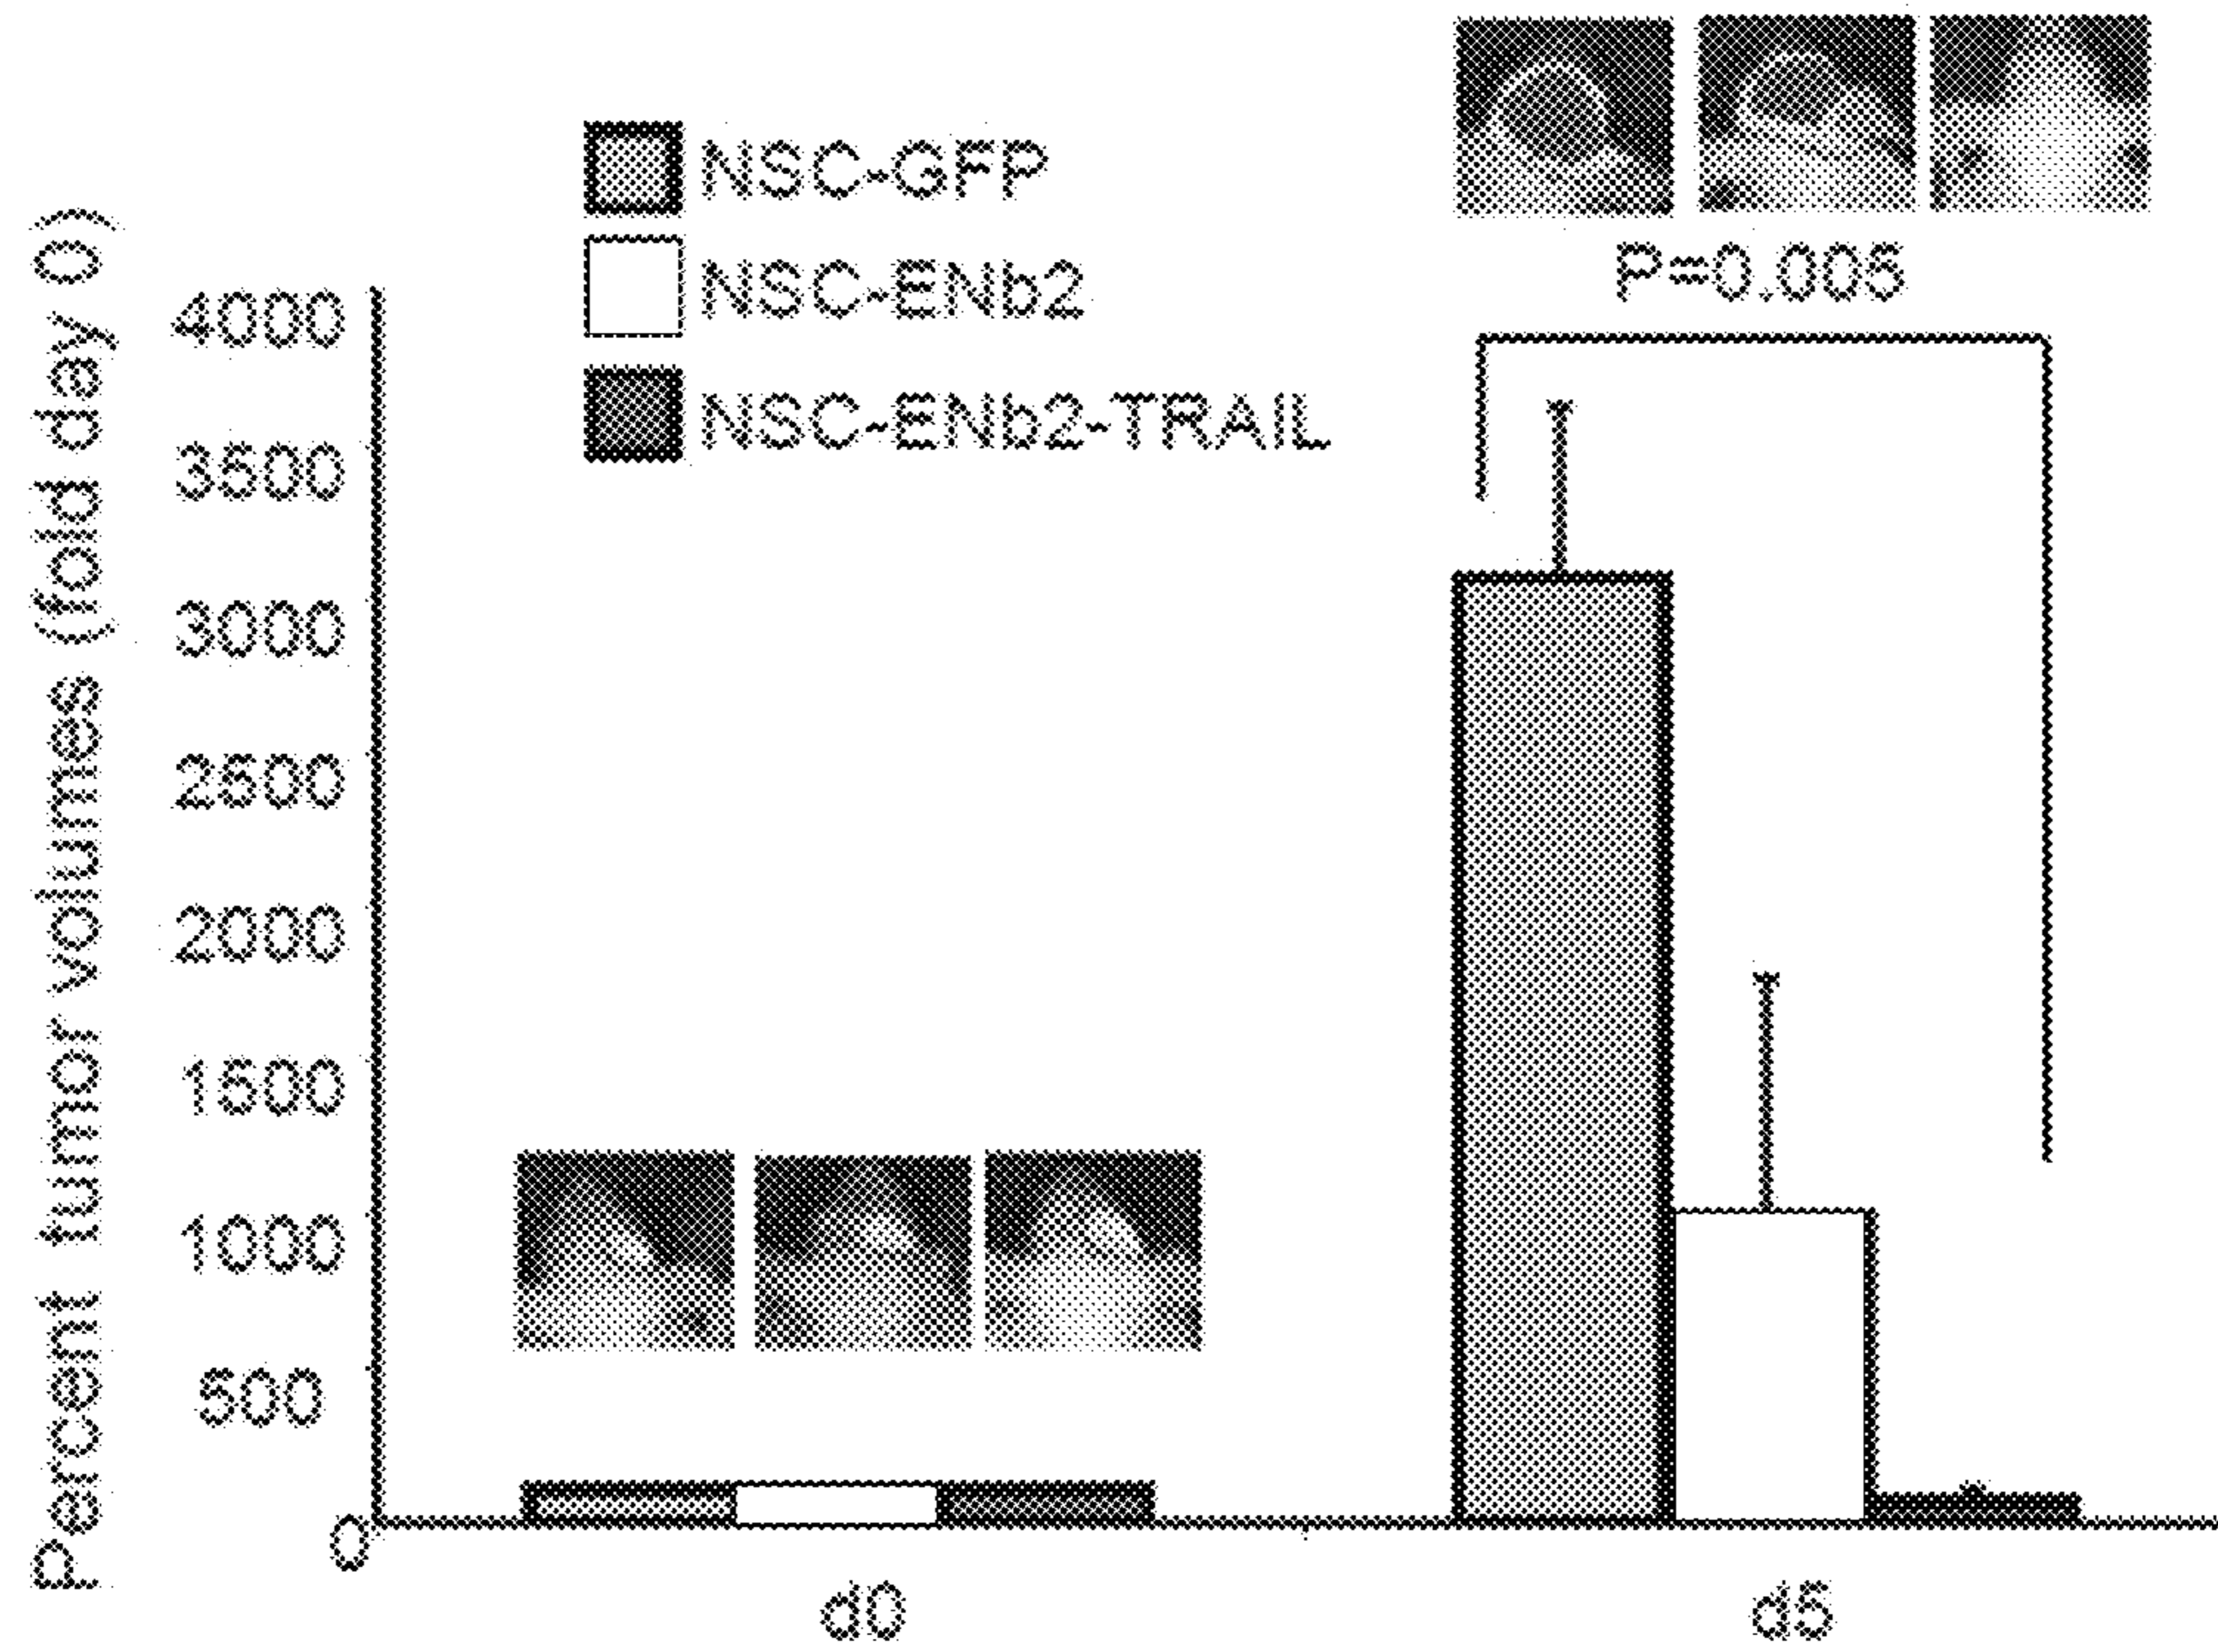 Percent tumor volumes (fold day 0)
4000
3500
3000
2500
2000
1500
1000
500
0
NSC-GFP
NSC-ENb2
NSC-ENb2-TRAIL
P=0.005
d0
d5